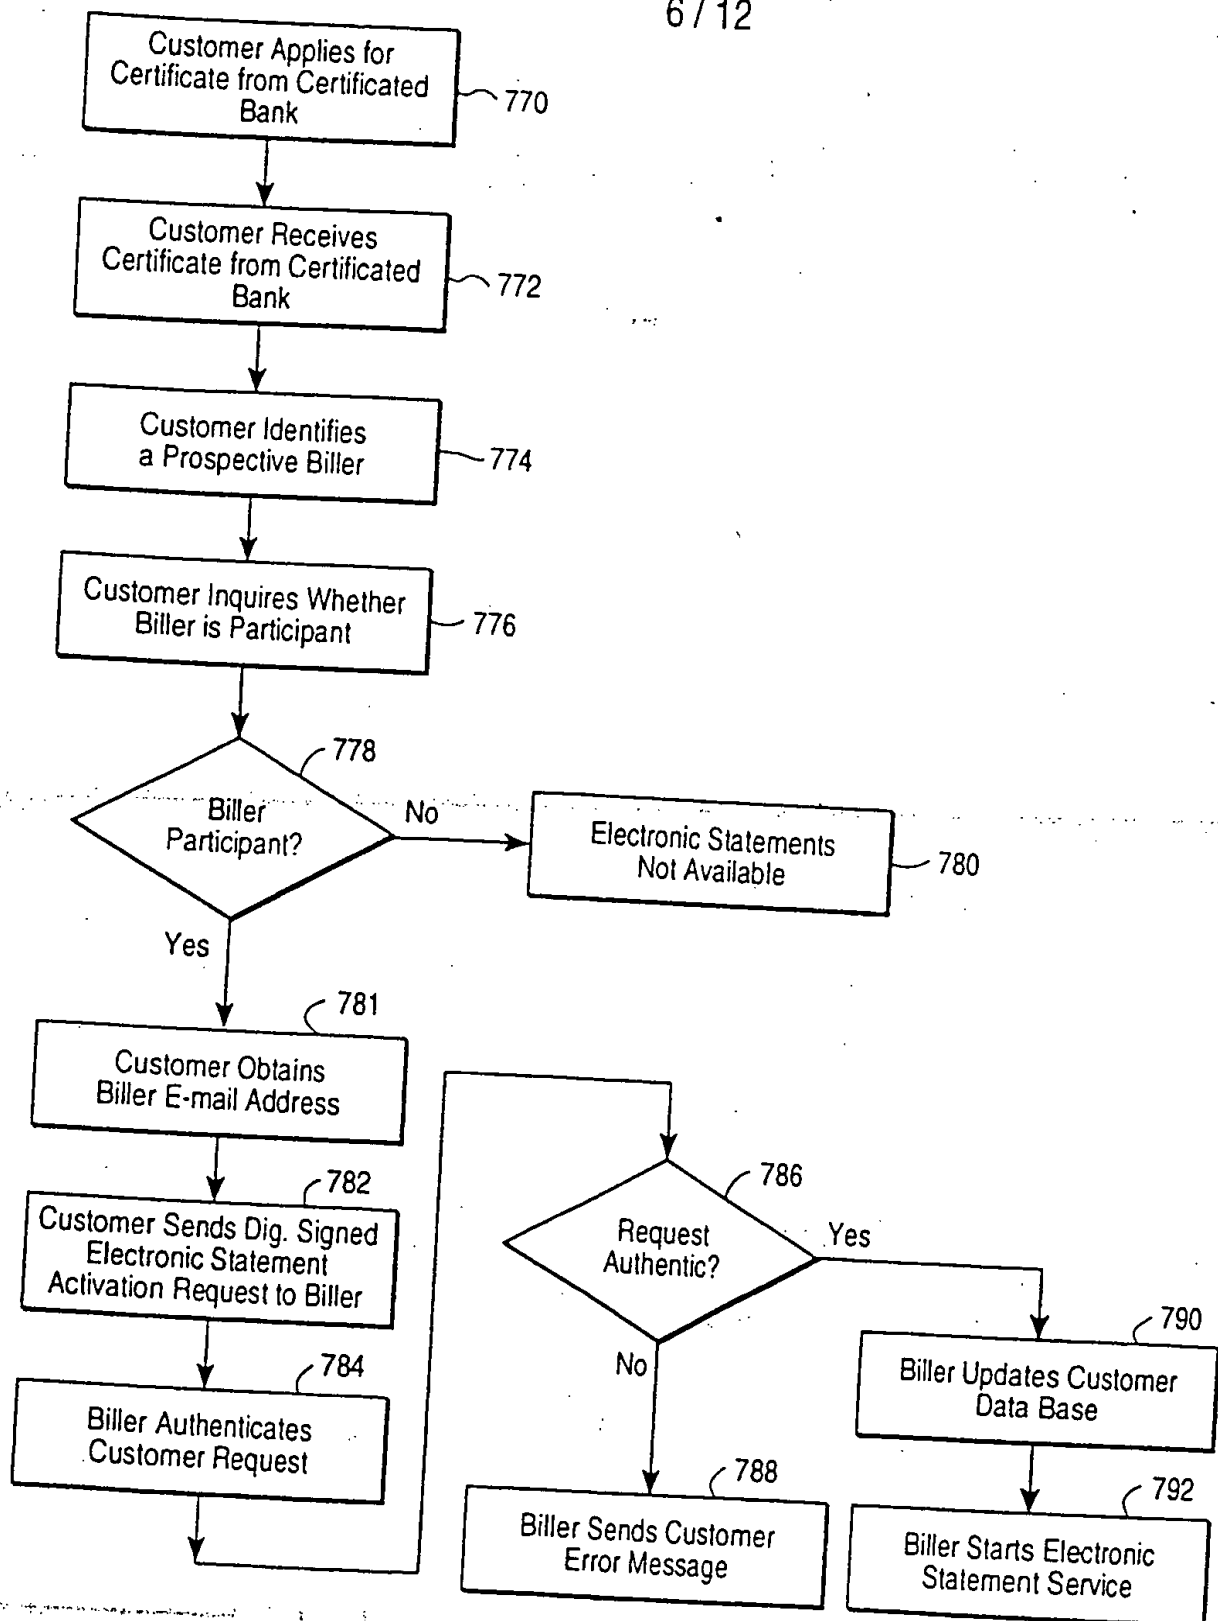 6 / 12
Customer Applies for
Certificate from Certificated
Bank
770
Customer Receives
Certificate from Certificated
Bank
772
Customer Identifies
a Prospective Biller
774
Customer Inquires Whether
Biller is Participant
776
778
Biller
Participant?
No
Electronic Statements
Not Available
780
Yes
781
Customer Obtains
Biller E-mail Address
782
Customer Sends Dig. Signed
Electronic Statement
Activation Request to Biller
784
Biller Authenticates
Customer Request
786
Request
Authentic?
Yes
No
790
Biller Updates Customer
Data Base
788
Biller Sends Customer
Error Message
792
Biller Starts Electronic
Statement Service